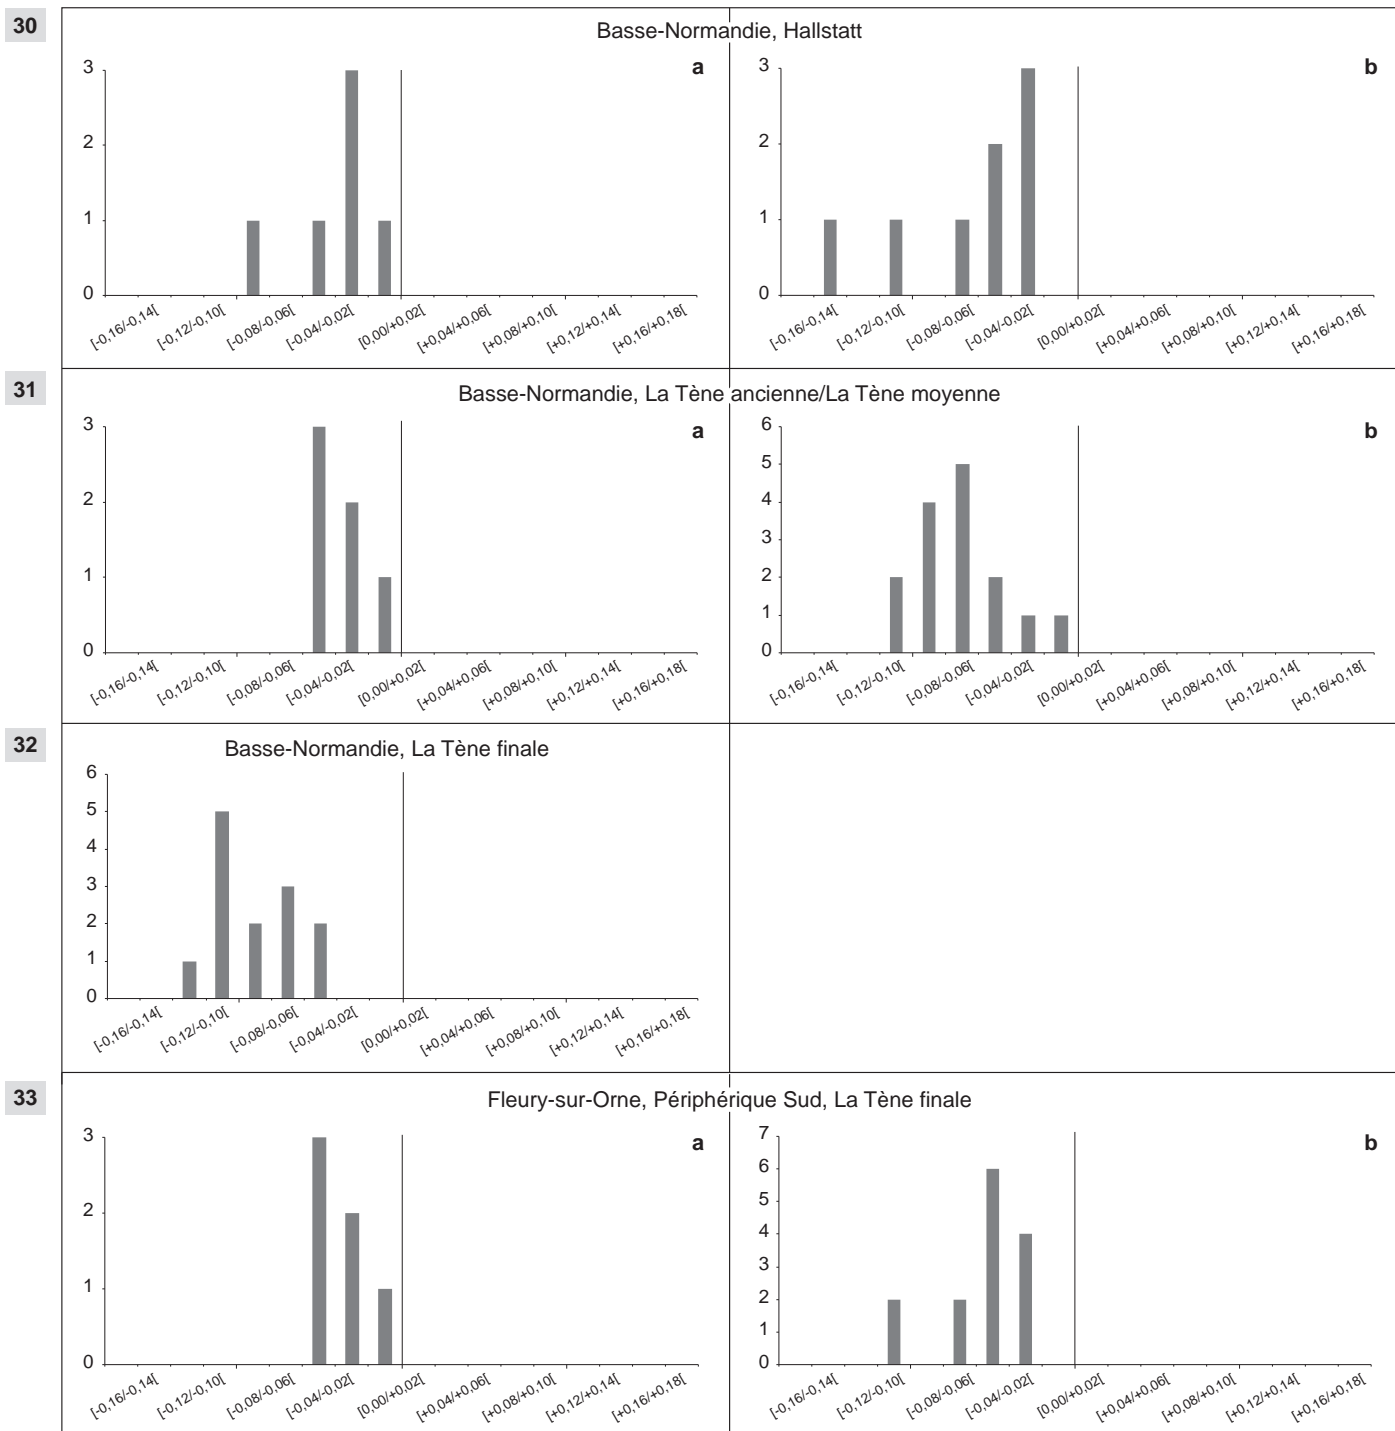 30
Basse-Normandie, Hallstatt
a
3
2
1
0
[-0,16/-0,14[ [-0,12/-0,10[ [-0,08/-0,06[ [-0,04/-0,02[ [0,00/+0,02[ [+0,04/+0,06[ [+0,08/+0,10[ [+0,12/+0,14[ [+0,16/+0,18[
b
3
2
1
0
[-0,16/-0,14[ [-0,12/-0,10[ [-0,08/-0,06[ [-0,04/-0,02[ [0,00/+0,02[ [+0,04/+0,06[ [+0,08/+0,10[ [+0,12/+0,14[ [+0,16/+0,18[
31
Basse-Normandie, La Tène ancienne/La Tène moyenne
a
3
2
1
0
[-0,16/-0,14[ [-0,12/-0,10[ [-0,08/-0,06[ [-0,04/-0,02[ [0,00/+0,02[ [+0,04/+0,06[ [+0,08/+0,10[ [+0,12/+0,14[ [+0,16/+0,18[
b
6
5
4
3
2
1
0
[-0,16/-0,14[ [-0,12/-0,10[ [-0,08/-0,06[ [-0,04/-0,02[ [0,00/+0,02[ [+0,04/+0,06[ [+0,08/+0,10[ [+0,12/+0,14[ [+0,16/+0,18[
32
Basse-Normandie, La Tène finale
6
5
4
3
2
1
0
[-0,16/-0,14[ [-0,12/-0,10[ [-0,08/-0,06[ [-0,04/-0,02[ [0,00/+0,02[ [+0,04/+0,06[ [+0,08/+0,10[ [+0,12/+0,14[ [+0,16/+0,18[
33
Fleury-sur-Orne, Périphérique Sud, La Tène finale
a
3
2
1
0
[-0,16/-0,14[ [-0,12/-0,10[ [-0,08/-0,06[ [-0,04/-0,02[ [0,00/+0,02[ [+0,04/+0,06[ [+0,08/+0,10[ [+0,12/+0,14[ [+0,16/+0,18[
b
7
6
5
4
3
2
1
0
[-0,16/-0,14[ [-0,12/-0,10[ [-0,08/-0,06[ [-0,04/-0,02[ [0,00/+0,02[ [+0,04/+0,06[ [+0,08/+0,10[ [+0,12/+0,14[ [+0,16/+0,18[